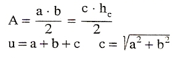 A = a · b / 2 = c · h_c / 2
u = a + b + c    c = √a² + b²